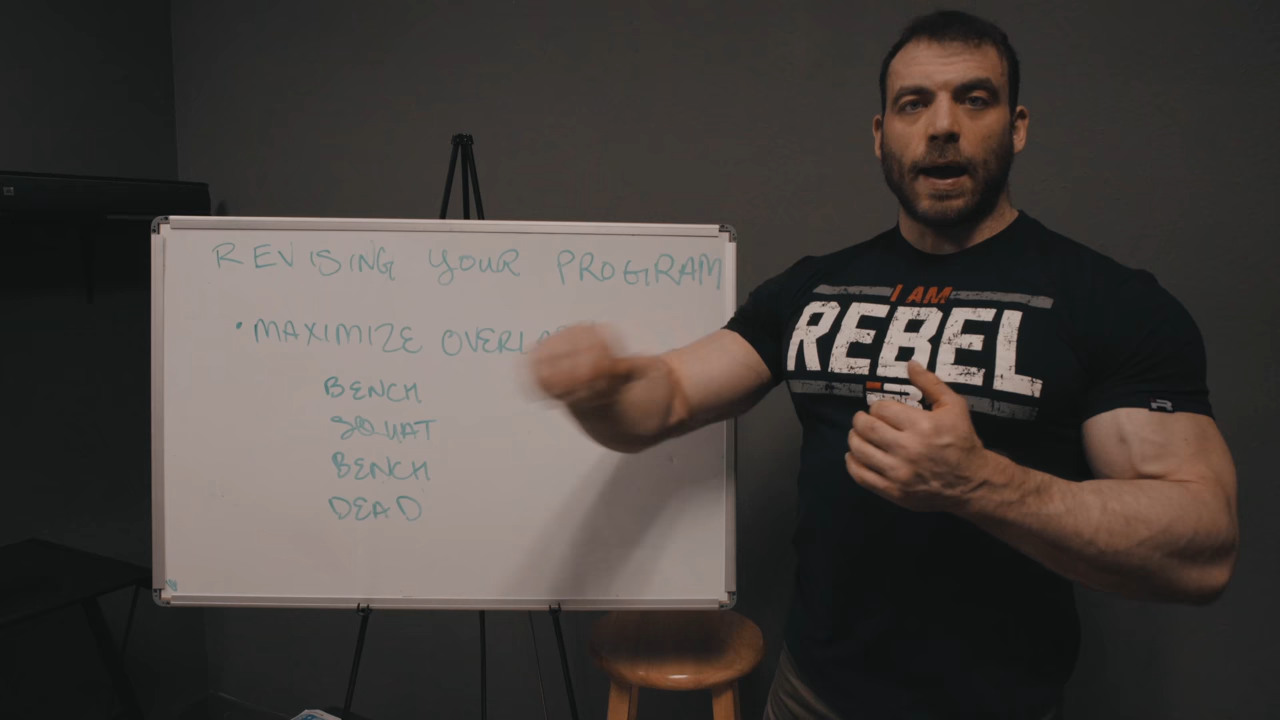 REVISING YOUR PROGRAM
• MAXIMIZE
BENCH
SQUAT
BENCH
DEAD
I AM
REBEL
R